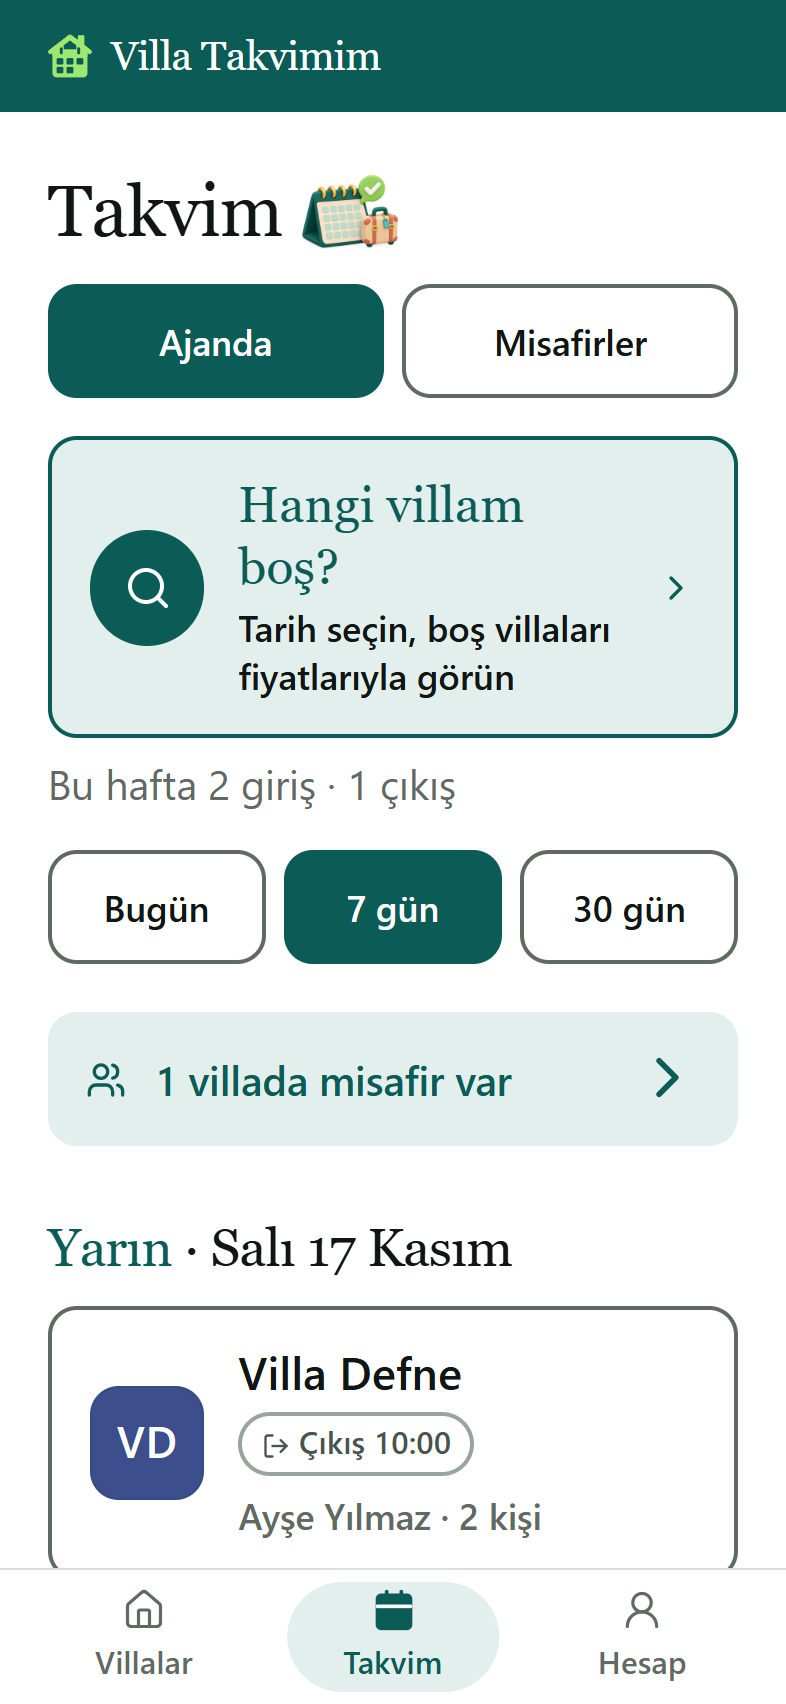 Villa Takvimim
Takvim
Ajanda
Misafirler
Hangi villam
boş?
Tarih seçin, boş villaları
fiyatlarıyla görün
Bu hafta 2 giriş · 1 çıkış
Bugün
7 gün
30 gün
1 villada misafir var
Yarın · Salı 17 Kasım
VD
Villa Defne
Çıkış 10:00
Ayşe Yılmaz · 2 kişi
Villalar
Takvim
Hesap